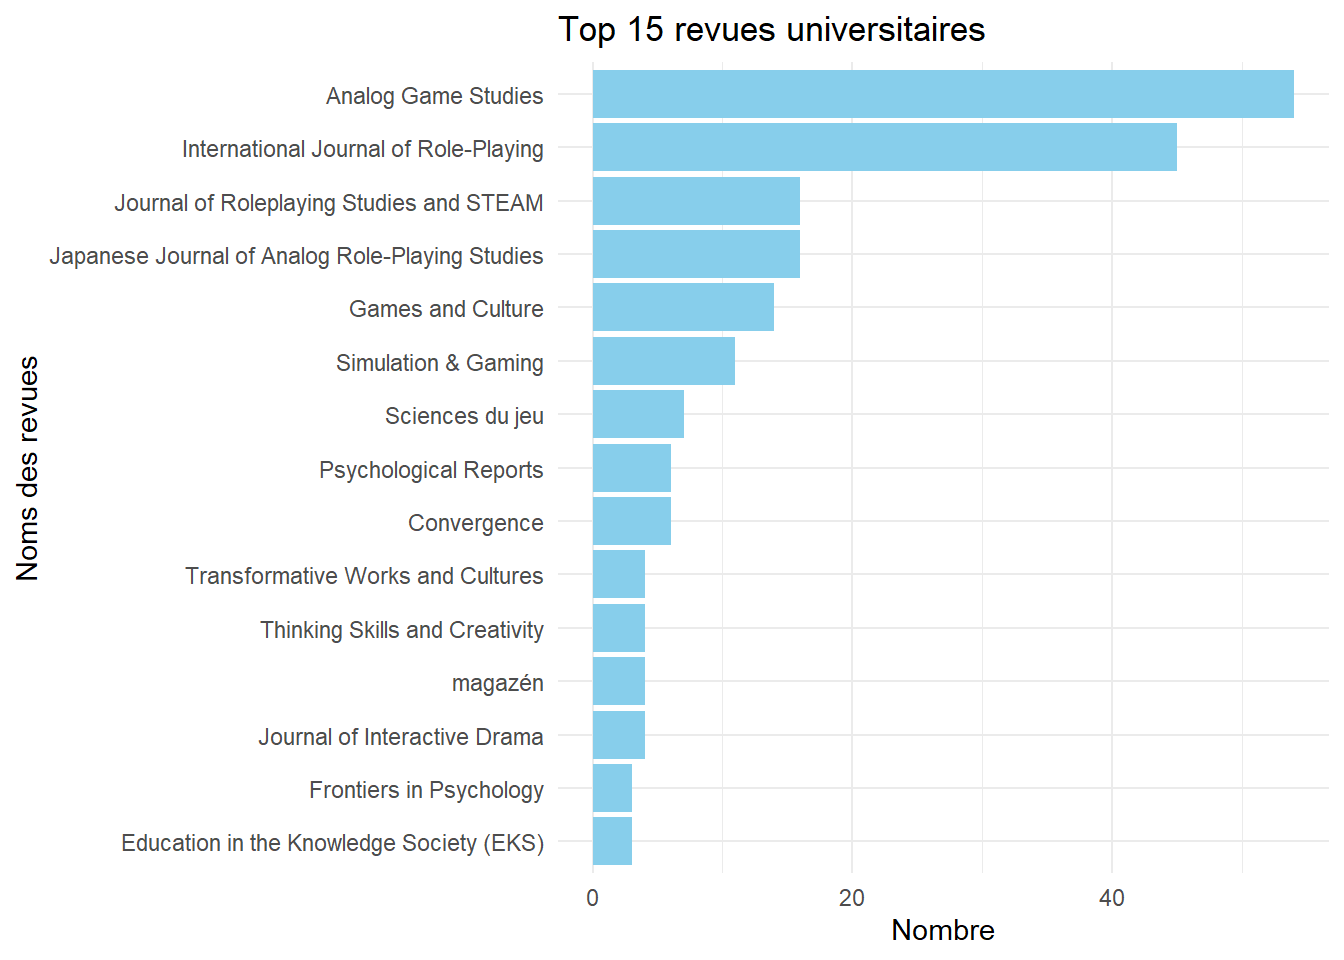 Top 15 revues universitaires
Noms des revues
Analog Game Studies
International Journal of Role-Playing
Journal of Roleplaying Studies and STEAM
Japanese Journal of Analog Role-Playing Studies
Games and Culture
Simulation & Gaming
Sciences du jeu
Psychological Reports
Convergence
Transformative Works and Cultures
Thinking Skills and Creativity
magazén
Journal of Interactive Drama
Frontiers in Psychology
Education in the Knowledge Society (EKS)
0 20 40
Nombre